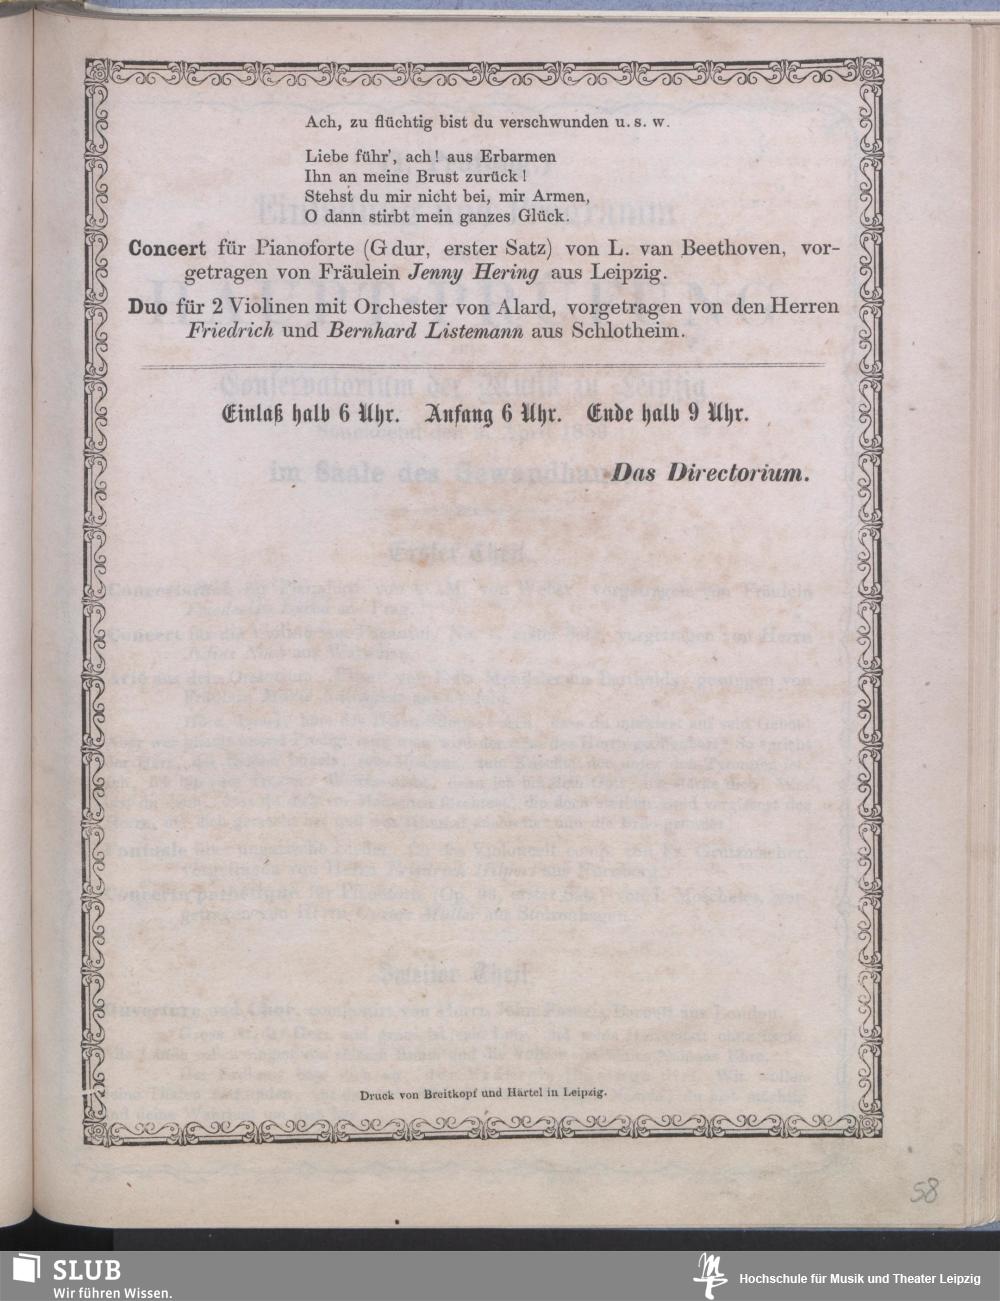 Ach, zu flüchtig bist du verschwunden u. s. w.
Liebe führ', ach! aus Erbarmen
Ihn an meine Brust zurück!
Stehst du mir nicht bei, mir Armen,
O dann stirbt mein ganzes Glück.
Concert für Pianoforte (G dur, erster Satz) von L. van Beethoven, vor-
getragen von Fräulein Jenny Hering aus Leipzig.
Duo für 2 Violinen mit Orchester von Alard, vorgetragen von den Herren
Friedrich und Bernhard Listemann aus Schlotheim.
Einlaß halb 6 Uhr. Anfang 6 Uhr. Ende halb 9 Uhr.
Das Directorium.
Druck von Breitkopf und Härtel in Leipzig.
58
SLUB
Wir führen Wissen.
Hochschule für Musik und Theater Leipzig